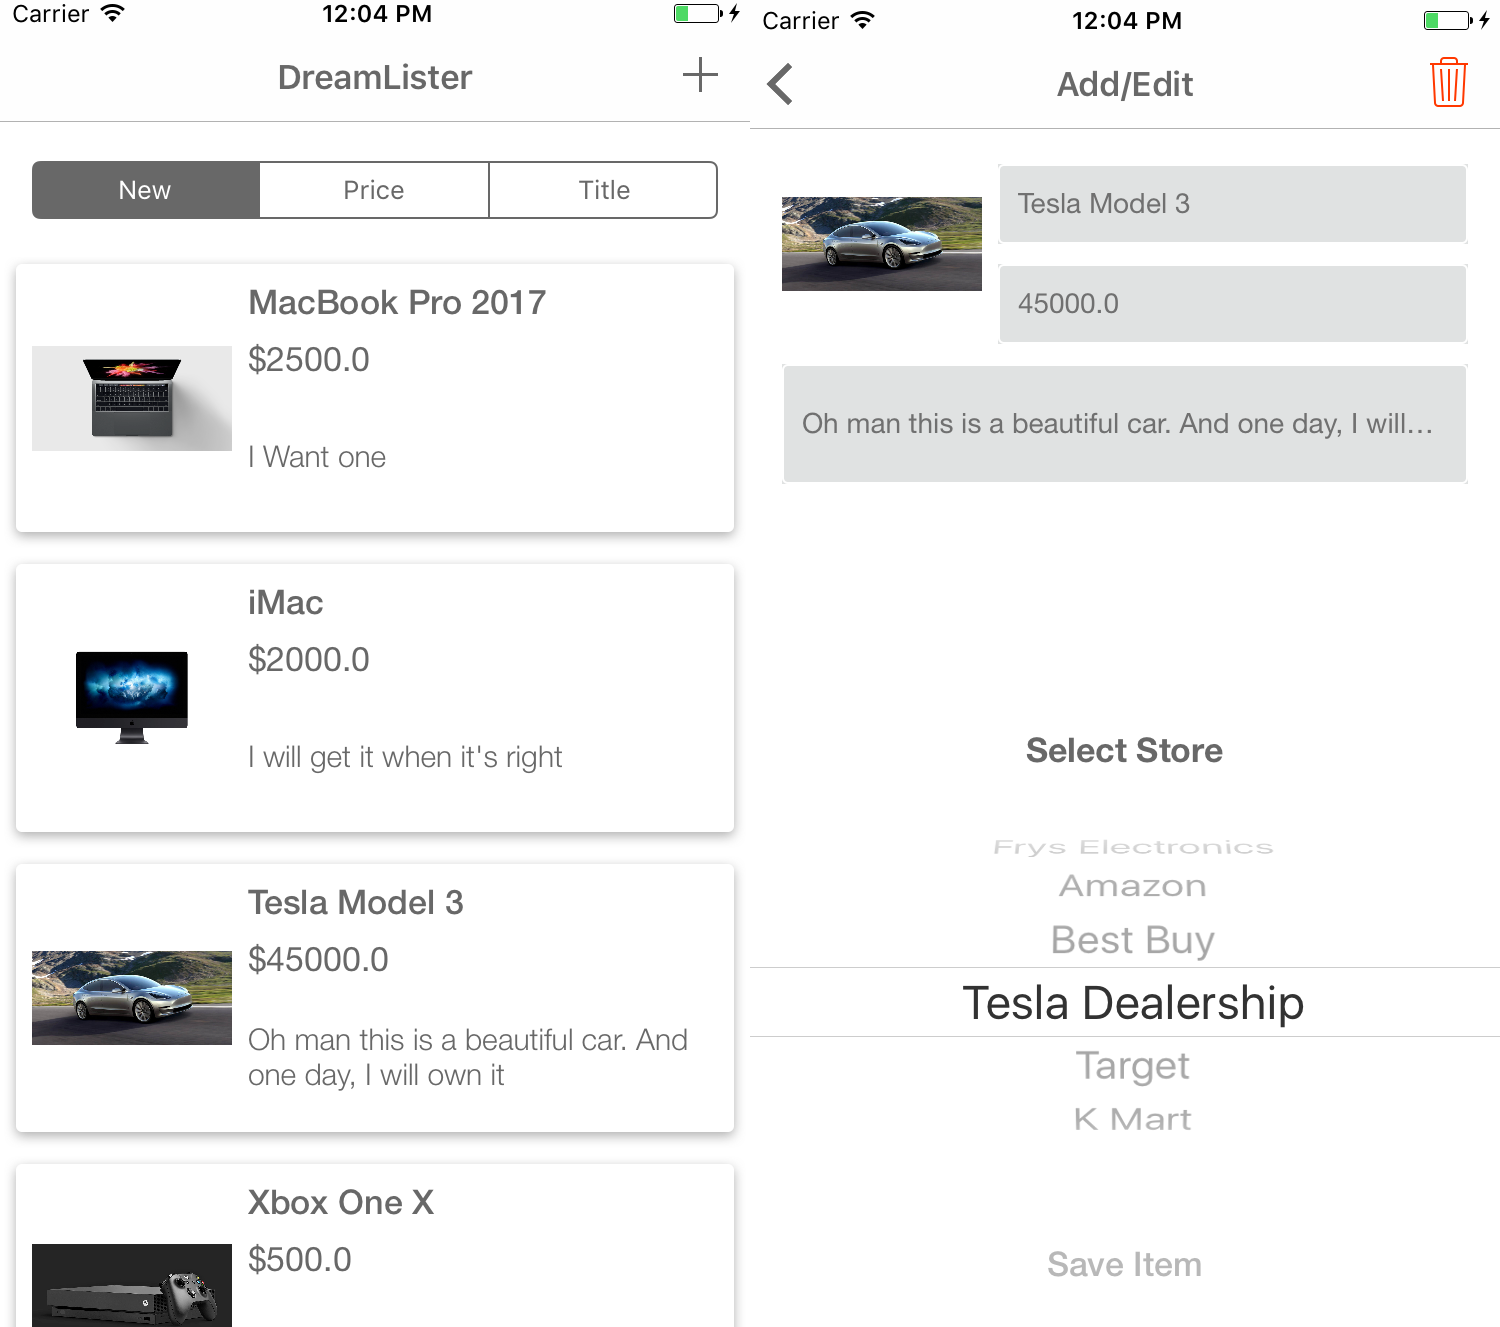 Carrier 12:04 PM
DreamLister
New Price Title
MacBook Pro 2017
$2500.0
I Want one
iMac
$2000.0
I will get it when it's right
Tesla Model 3
$45000.0
Oh man this is a beautiful car. And
one day, I will own it
Xbox One X
$500.0
Carrier 12:04 PM
Add/Edit
Tesla Model 3
45000.0
Oh man this is a beautiful car. And one day, I will...
Select Store
Frys Electronics
Amazon
Best Buy
Tesla Dealership
Target
K Mart
Save Item